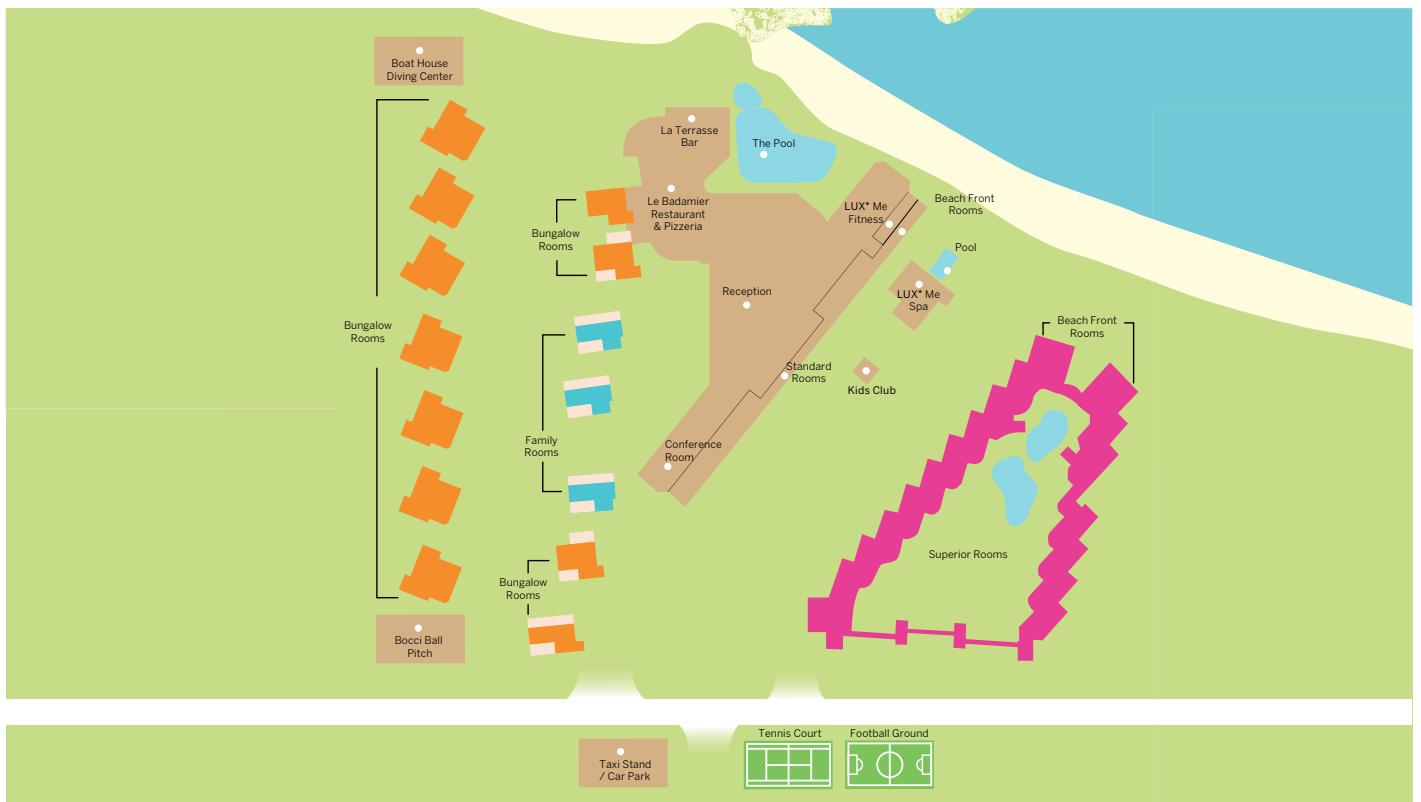 Boat House
Diving Center
La Terrasse
Bar
The Pool
Le Badamier
Restaurant
& Pizzeria
LUX* Me
Fitness
Beach Front
Rooms
Bungalow
Rooms
Pool
Reception
LUX* Me
Spa
Bungalow
Rooms
Beach Front
Rooms
Standard
Rooms
Kids Club
Family
Rooms
Conference
Room
Superior Rooms
Bungalow
Rooms
Bocci Ball
Pitch
Tennis Court
Football Ground
Taxi Stand
/ Car Park